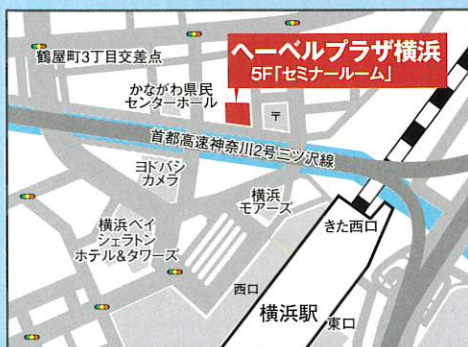 鶴屋町3丁目交差点
ヘーベルプラザ横浜
5F「セミナールーム」
かながわ県民
センターホール
〒
首都高速神奈川2号三ツ沢線
ヨドバシ
カメラ
横浜
モアーズ
きた西口
横浜ベイ
シェラトン
ホテル&タワーズ
西口
横浜駅
東口